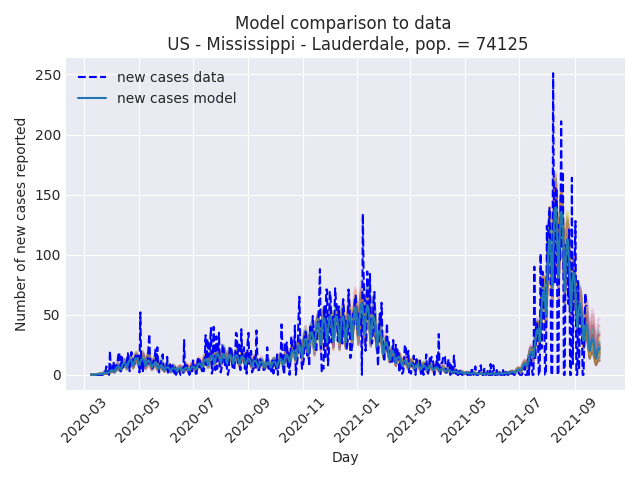 Model comparison to data
US - Mississippi - Lauderdale, pop. = 74125
new cases data
new cases model
Number of new cases reported
250
200
150
100
50
0
2020-03
2020-05
2020-07
2020-09
2020-11
2021-01
2021-03
2021-05
2021-07
2021-09
Day